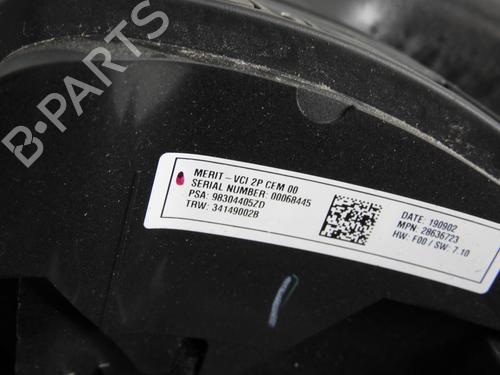 B-PARTS
MERIT - VCI 2P CEM 00
SERIAL NUMBER: 00068445
PSA: 98304405ZD
TRW: 34149002B
DATE: 190902
MPN: 28636723
HW: F00 / SW: 7.10